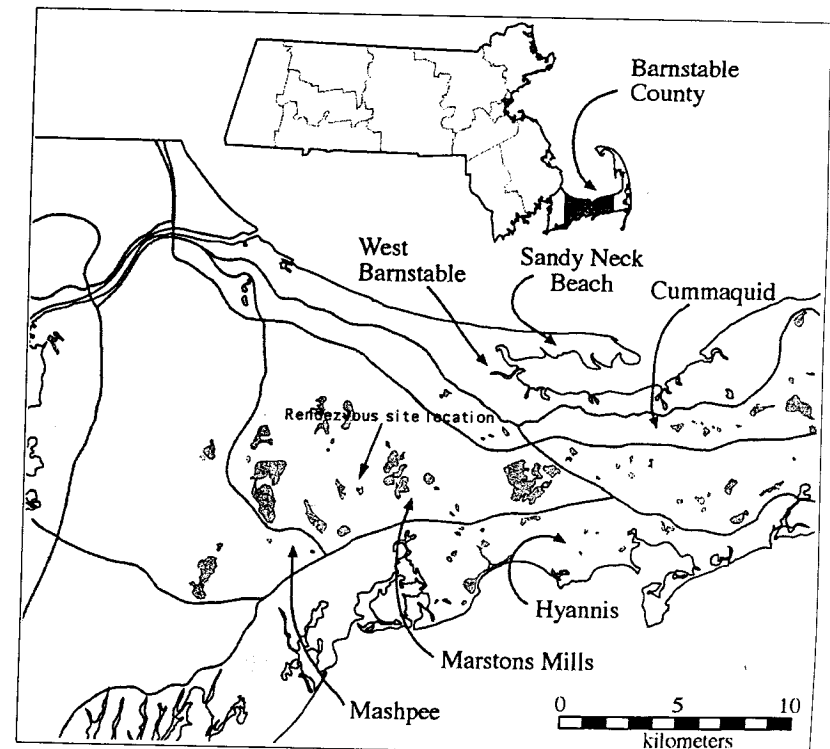 Barnstable
County
West
Barnstable
Sandy Neck
Beach
Cummaquid
Rendezvous site location
Hyannis
Marstons Mills
Mashpee
0 5 10
kilometers